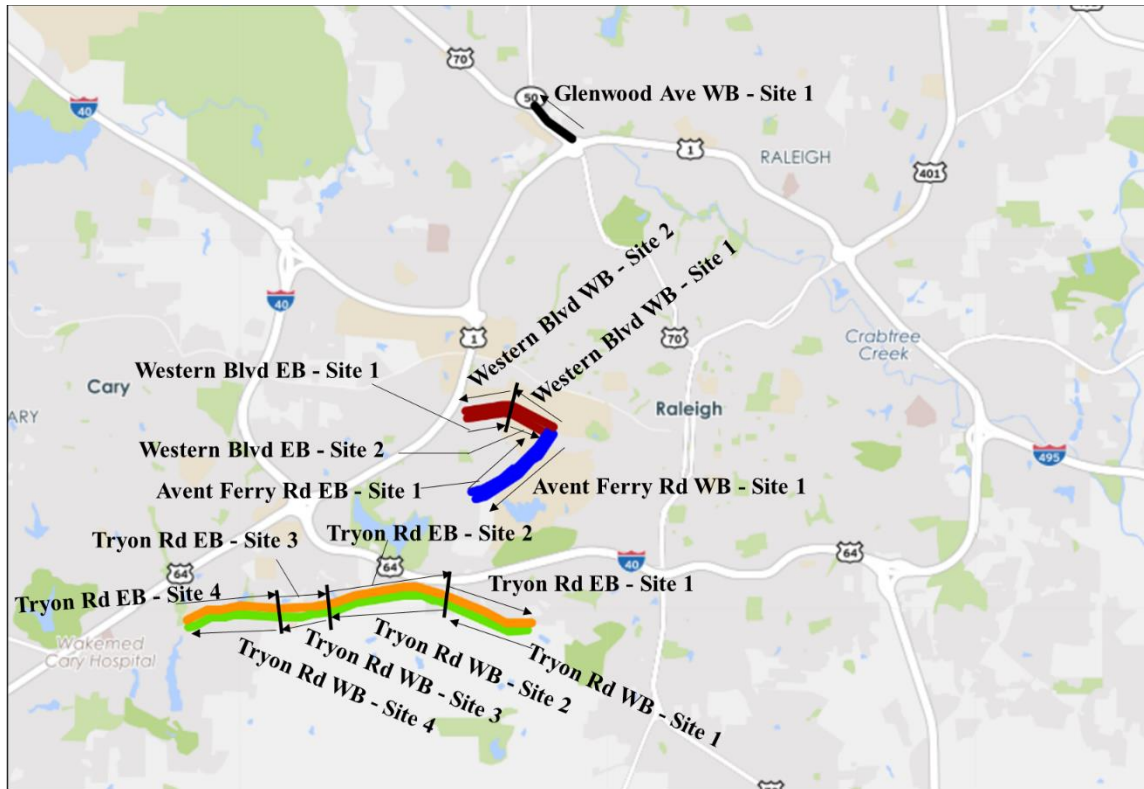 70
40
50
Glenwood Ave WB - Site 1
1
RALEIGH
401
Western Blvd WB - Site 2
Western Blvd WB - Site 1
40
1
70
Crabtree
Creek
Western Blvd EB - Site 1
Cary
ARY
Raleigh
Western Blvd EB - Site 2
495
Avent Ferry Rd EB - Site 1
Avent Ferry Rd WB - Site 1
Tryon Rd EB - Site 2
Tryon Rd EB - Site 3
64
64
40
64
Tryon Rd EB - Site 1
Tryon Rd EB - Site 4
Wakemed
Cary Hospital
Tryon Rd WB - Site 4
Tryon Rd WB - Site 3
Tryon Rd WB - Site 2
Tryon Rd WB - Site 1